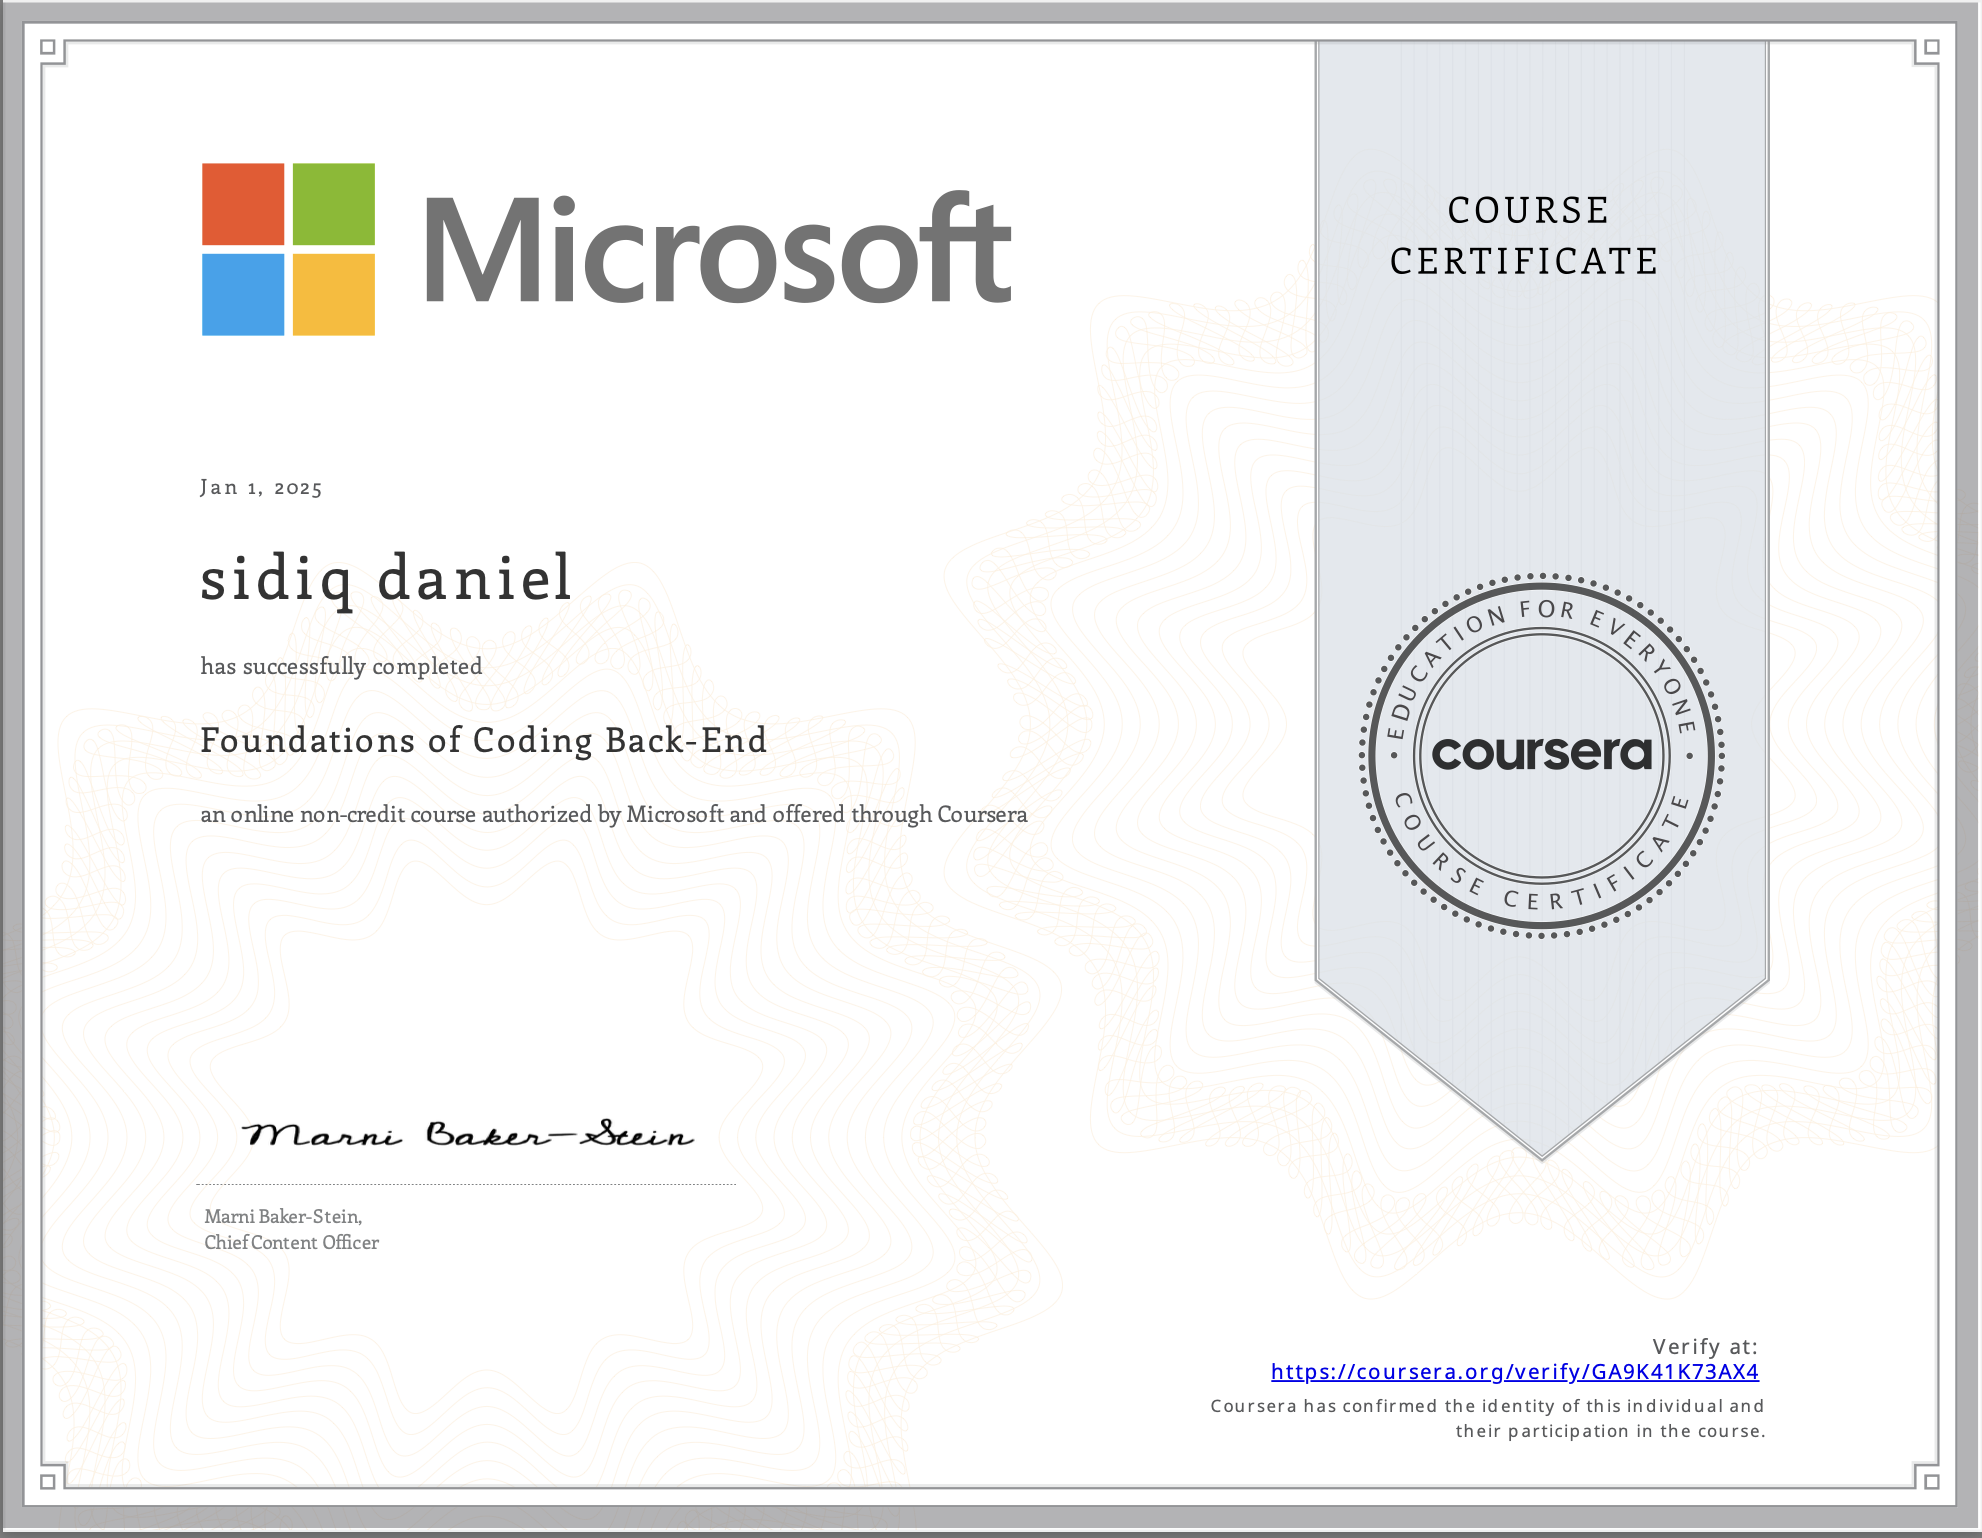 Microsoft
COURSE
CERTIFICATE
Jan 1, 2025
sidiq daniel
has successfully completed
Foundations of Coding Back-End
an online non-credit course authorized by Microsoft and offered through Coursera
EDUCATION FOR EVERYONE
coursera
COURSE CERTIFICATE
Marni Baker-Stein
Marni Baker-Stein,
Chief Content Officer
Verify at:
https://coursera.org/verify/GA9K41K73AX4
Coursera has confirmed the identity of this individual and
their participation in the course.